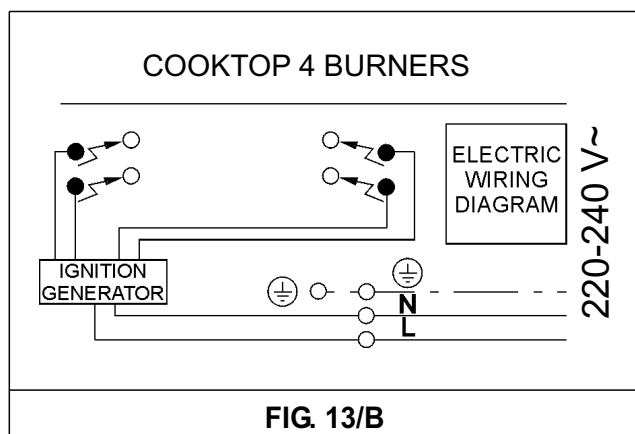 COOKTOP 4 BURNERS
ELECTRIC
WIRING
DIAGRAM
220-240 V~
IGNITION
GENERATOR
N
L
FIG. 13/B